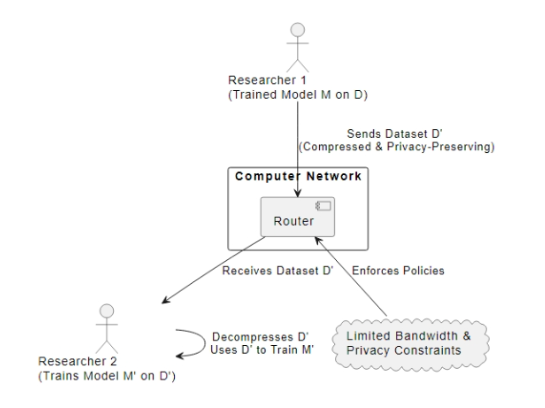 Researcher 1
(Trained Model M on D)
Sends Dataset D'
(Compressed & Privacy-Preserving)
Computer Network
Router
Receives Dataset D'
Enforces Policies
Decompresses D'
Uses D' to Train M'
Limited Bandwidth &
Privacy Constraints
Researcher 2
(Trains Model M' on D')